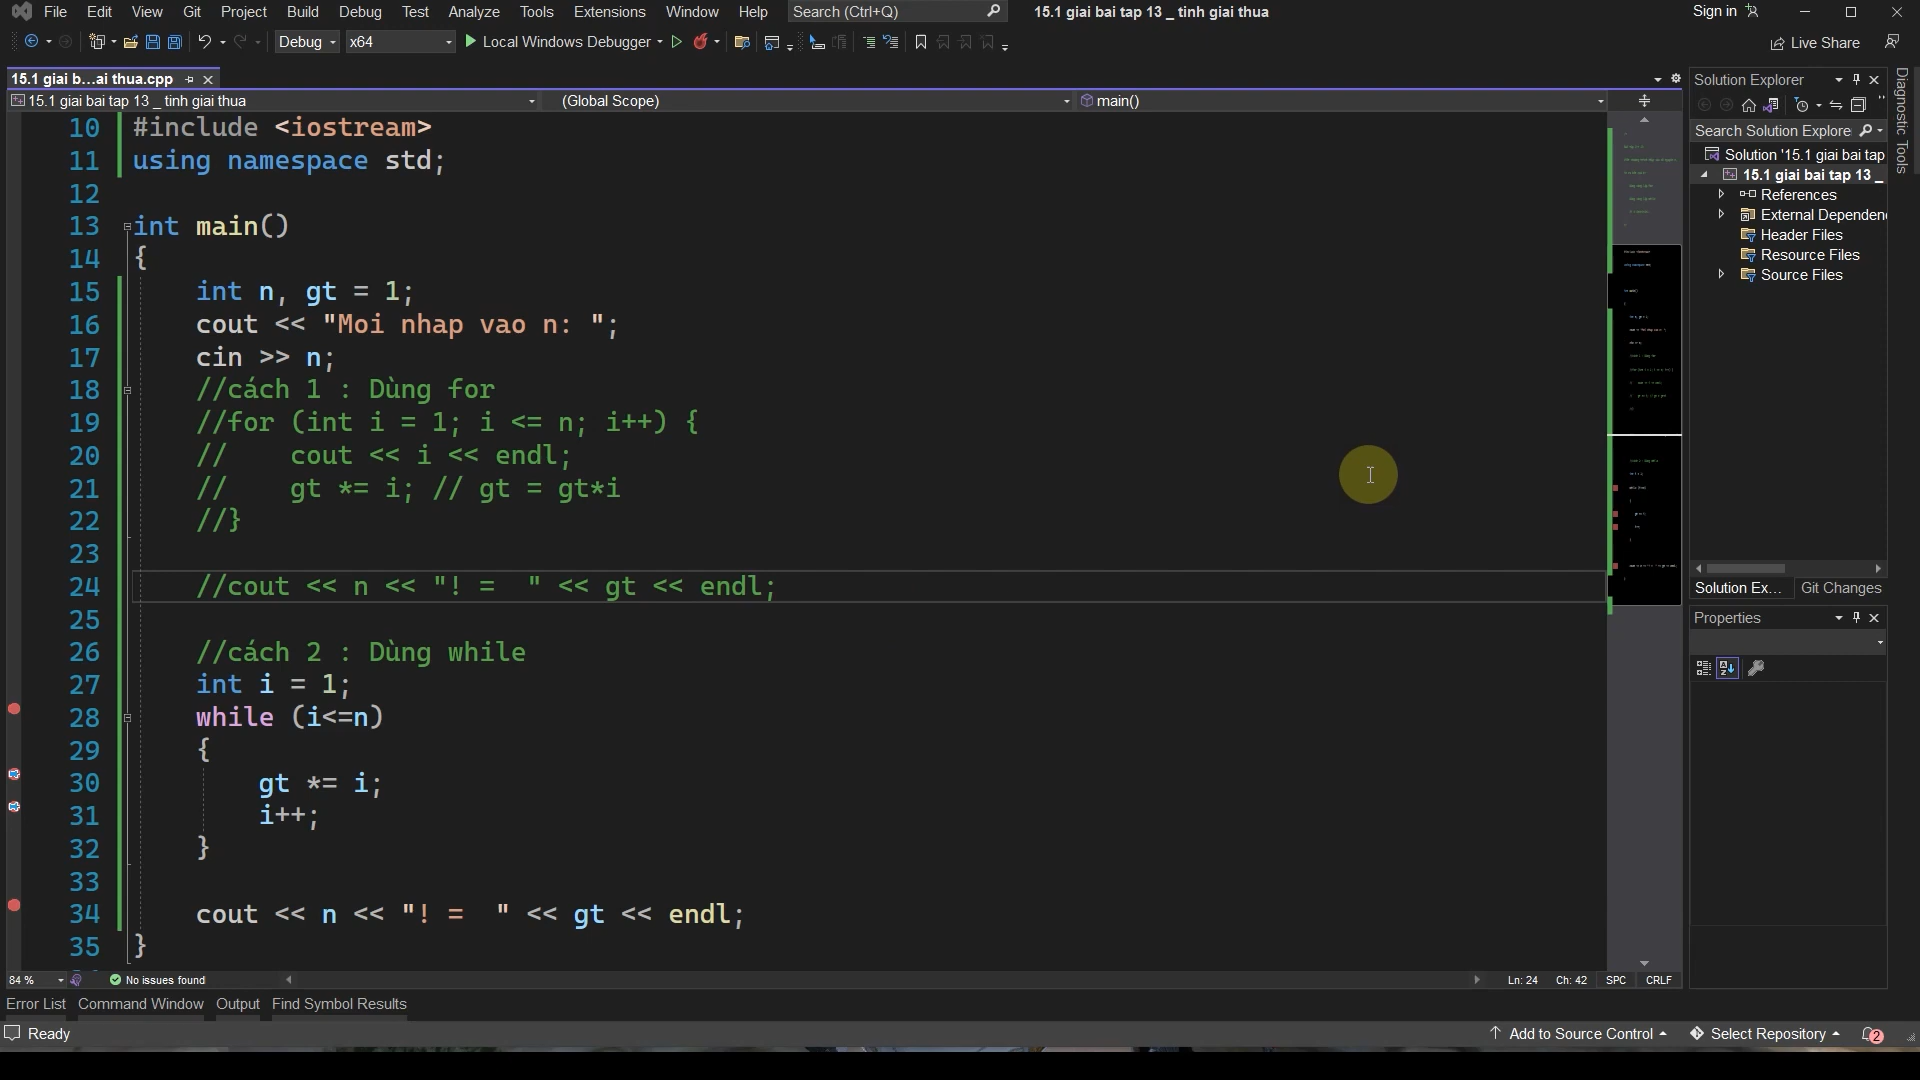 File Edit View Git Project Build Debug Test Analyze Tools Extensions Window Help Search (Ctrl+Q) 15.1 giai bai tap 13 _ tinh giai thua Sign in
Debug x64 Local Windows Debugger Live Share
15.1 giai b...ai thua.cpp
15.1 giai bai tap 13 _ tinh giai thua (Global Scope) main()
10 #include <iostream>
11 using namespace std;
12
13 int main()
14 {
15 int n, gt = 1;
16 cout << "Moi nhap vao n: ";
17 cin >> n;
18 //cách 1 : Dùng for
19 //for (int i = 1; i <= n; i++) {
20 // cout << i << endl;
21 // gt *= i; // gt = gt*i
22 //}
23
24 //cout << n << "! =  " << gt << endl;
25
26 //cách 2 : Dùng while
27 int i = 1;
28 while (i<=n)
29 {
30 gt *= i;
31 i++;
32 }
33
34 cout << n << "! =  " << gt << endl;
35 }
84 % No issues found Ln: 24 Ch: 42 SPC CRLF
Error List Command Window Output Find Symbol Results
Ready Add to Source Control Select Repository 2
Solution Explorer
Search Solution Explore
Solution '15.1 giai bai tap
15.1 giai bai tap 13 _
References
External Dependen
Header Files
Resource Files
Source Files
Solution Ex... Git Changes
Properties
Diagnostic Tools